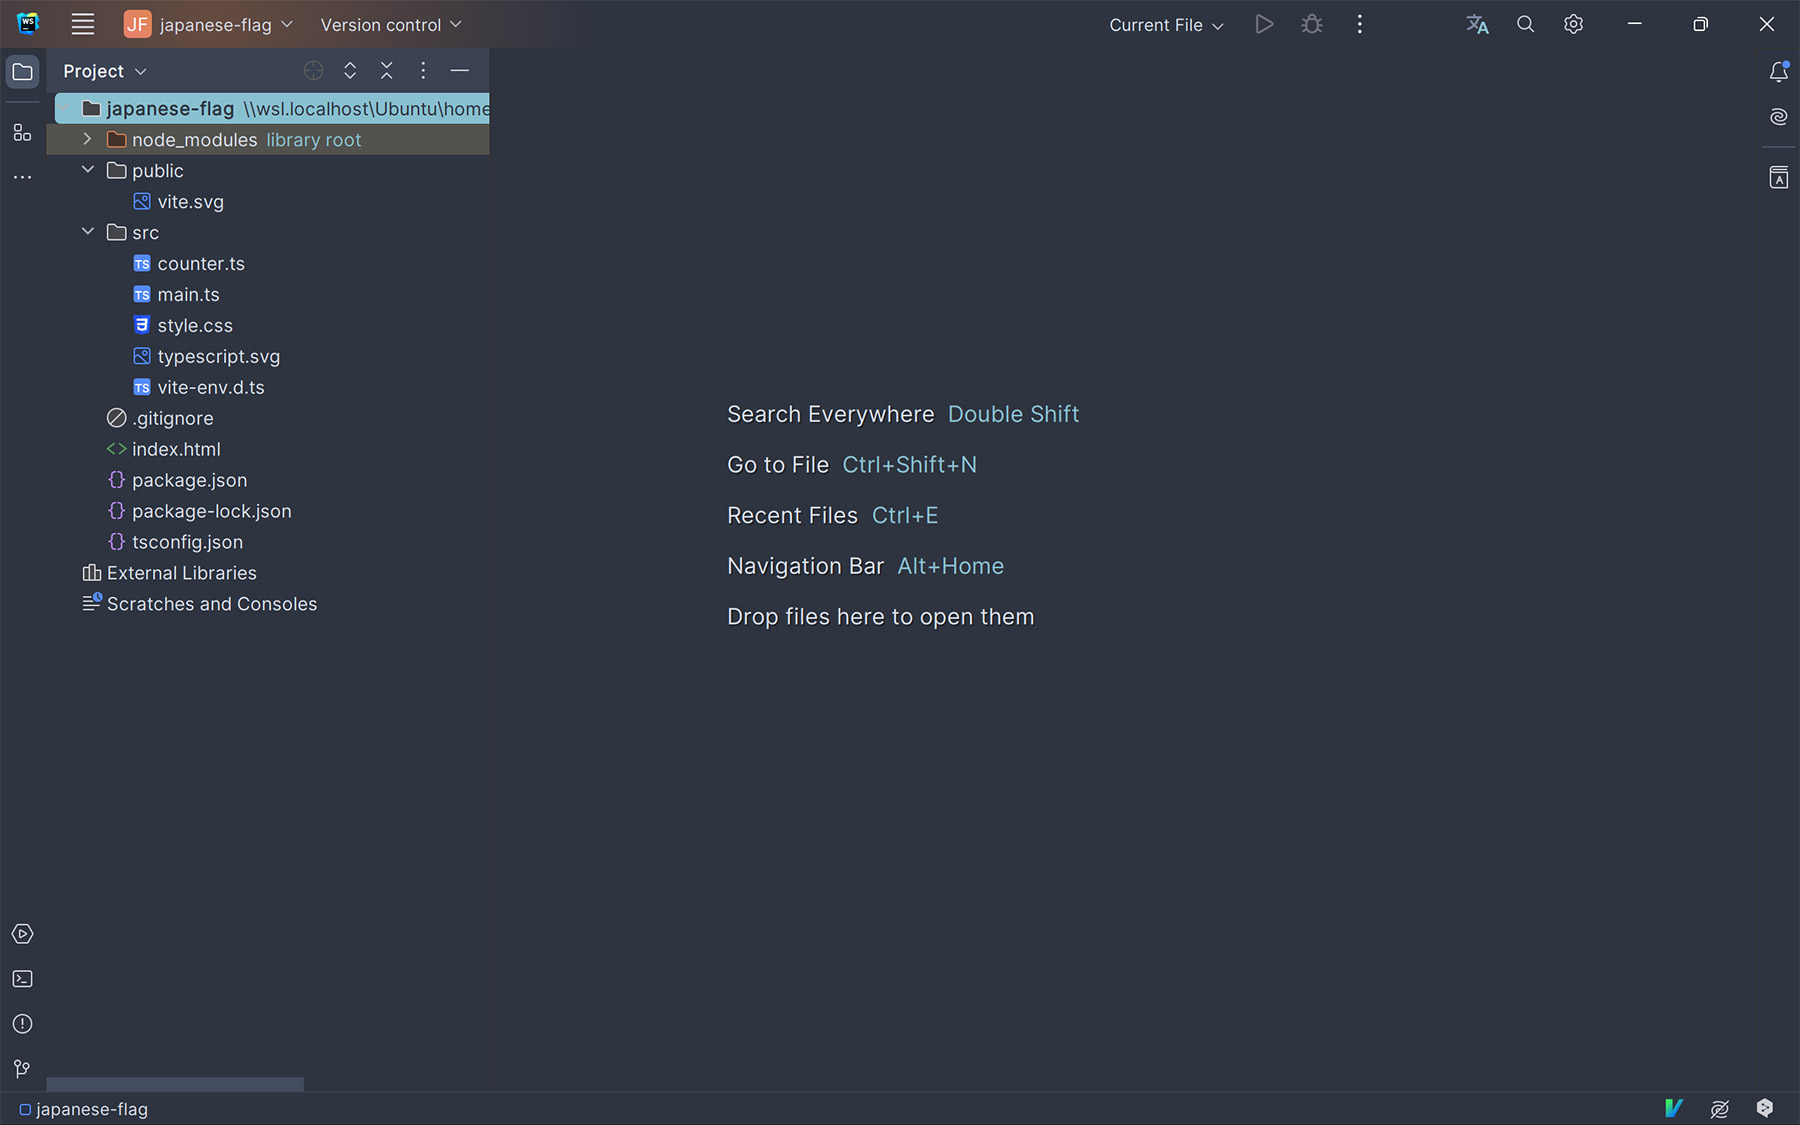 WS
JF japanese-flag
Version control
Current File
Project
japanese-flag \\wsl.localhost\Ubuntu\home
node_modules library root
public
vite.svg
src
TS counter.ts
TS main.ts
style.css
typescript.svg
TS vite-env.d.ts
.gitignore
index.html
package.json
package-lock.json
tsconfig.json
External Libraries
Scratches and Consoles
Search Everywhere Double Shift
Go to File Ctrl+Shift+N
Recent Files Ctrl+E
Navigation Bar Alt+Home
Drop files here to open them
japanese-flag